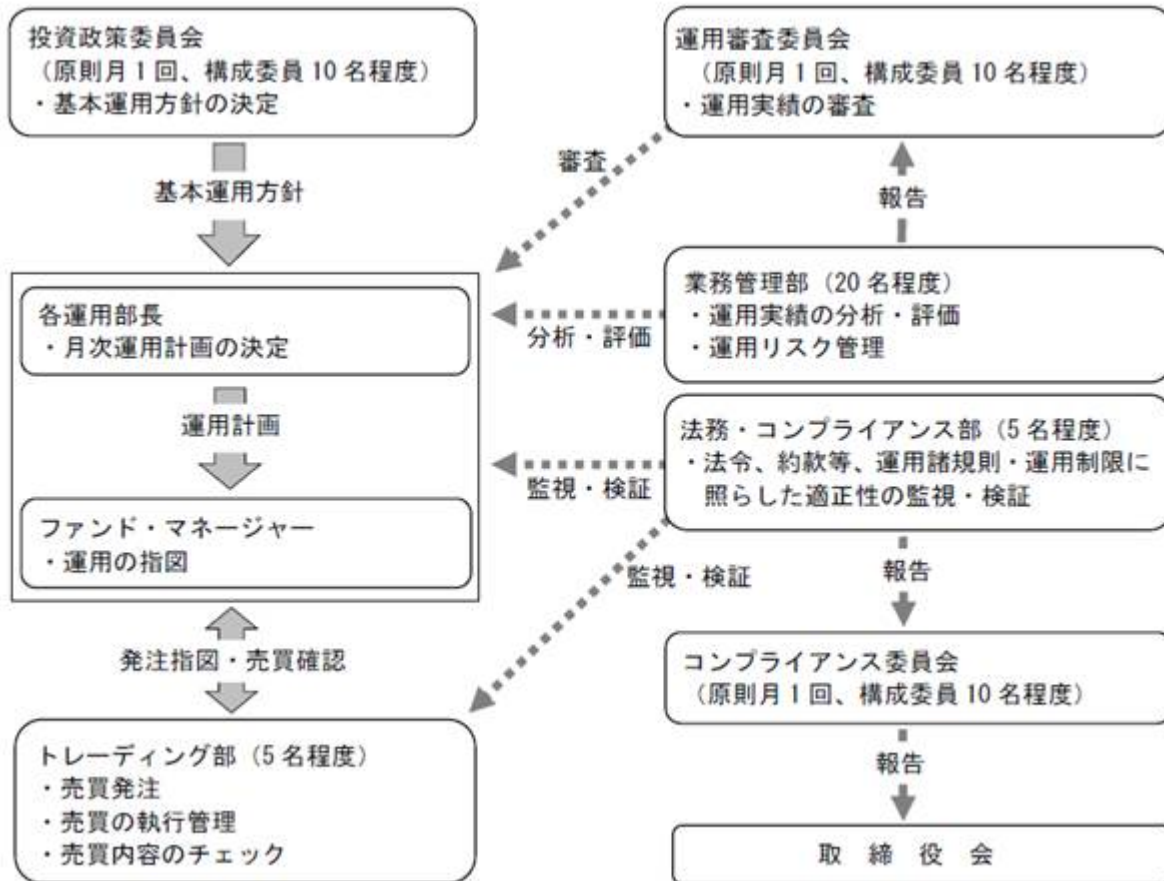 投資政策委員会
（原則月1回、構成委員10名程度）
・基本運用方針の決定
基本運用方針
各運用部長
・月次運用計画の決定
運用計画
ファンド・マネージャー
・運用の指図
発注指図・売買確認
トレーディング部（5名程度）
・売買発注
・売買の執行管理
・売買内容のチェック
運用審査委員会
（原則月1回、構成委員10名程度）
・運用実績の審査
審査
報告
業務管理部（20名程度）
・運用実績の分析・評価
・運用リスク管理
分析・評価
法務・コンプライアンス部（5名程度）
・法令、約款等、運用諸規則・運用制限に
照らした適正性の監視・検証
監視・検証
監視・検証
報告
コンプライアンス委員会
（原則月1回、構成委員10名程度）
報告
取締役会